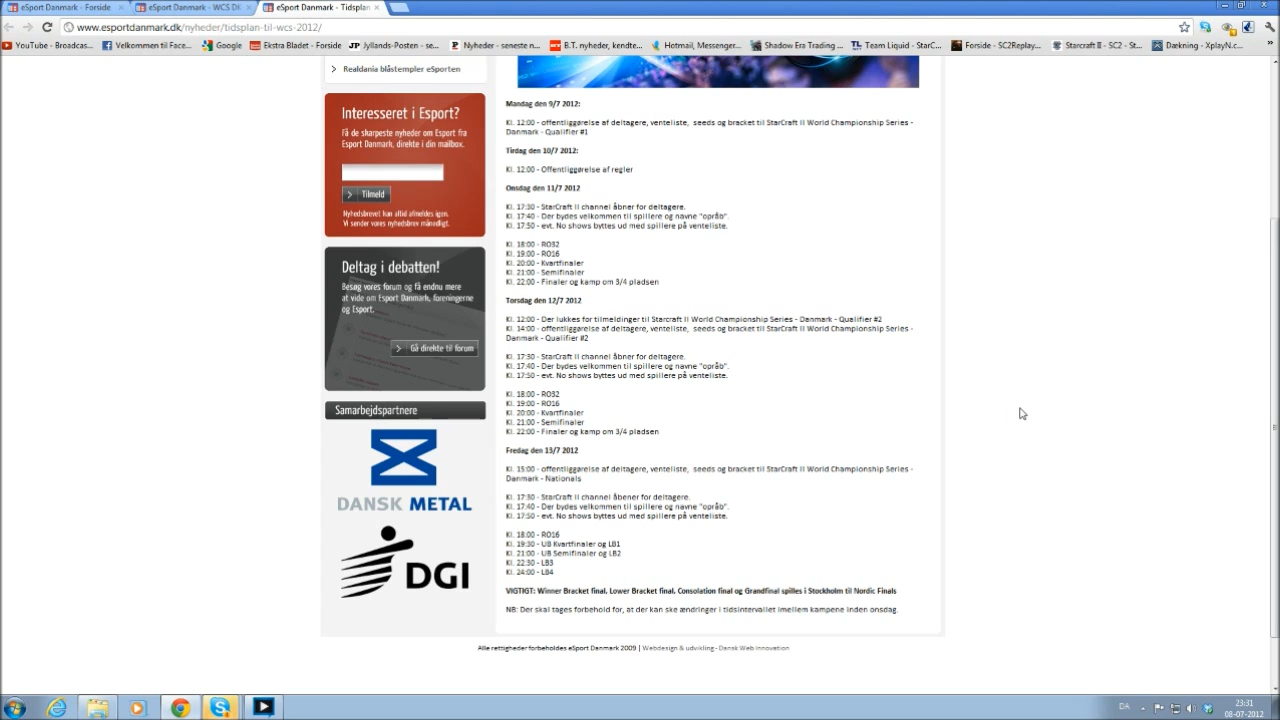 eSport Danmark - Forside
eSport Danmark - WCS DK
eSport Danmark - Tidsplan
www.esportdanmark.dk/nyheder/tidsplan-til-wcs-2012/
YouTube - Broadcas...
Velkommen til Face...
Google
Ekstra Bladet - Forside
Jyllands-Posten - se...
Nyheder - seneste n...
B.T. nyheder, kendte...
Hotmail, Messenger...
Shadow Era Trading ...
Team Liquid - StarC...
Forside - SC2Replay...
Starcraft II - SC2 - St...
Dækning - XplayN.c...
Realdania blåstempler eSporten
Interesseret i Esport?
Få de skarpeste nyheder om Esport fra
Esport Danmark, direkte i din mailbox.
Tilmeld
Nyhedsbrevet kan altid afmeldes igen.
Vi sender vores nyhedsbrev månedligt.
Deltag i debatten!
Besøg vores forum og få endnu mere
at vide om Esport Danmark, foreningerne
og Esport.
Gå direkte til forum
Samarbejdspartnere
DANSK METAL
DGI
Mandag den 9/7 2012:
Kl. 12:00 - offentliggørelse af deltagere, venteliste, seeds og bracket til StarCraft II World Championship Series -
Danmark - Qualifier #1
Tirdag den 10/7 2012:
Kl. 12:00 - Offentliggørelse af regler
Onsdag den 11/7 2012
Kl. 17:30 - StarCraft II channel åbner for deltagere.
Kl. 17:40 - Der bydes velkommen til spillere og navne "opråb".
Kl. 17:50 - evt. No shows byttes ud med spillere på venteliste.
Kl. 18:00 - RO32
Kl. 19:00 - RO16
Kl. 20:00 - Kvartfinaler
Kl. 21:00 - Semifinaler
Kl. 22:00 - Finaler og kamp om 3/4 pladsen
Torsdag den 12/7 2012
Kl. 12:00 - Der lukkes for tilmeldinger til Starcraft II World Championship Series - Danmark - Qualifier #2
Kl. 14:00 - offentliggørelse af deltagere, venteliste, seeds og bracket til StarCraft II World Championship Series -
Danmark - Qualifier #2
Kl. 17:30 - StarCraft II channel åbner for deltagere.
Kl. 17:40 - Der bydes velkommen til spillere og navne "opråb".
Kl. 17:50 - evt. No shows byttes ud med spillere på venteliste.
Kl. 18:00 - RO32
Kl. 19:00 - RO16
Kl. 20:00 - Kvartfinaler
Kl. 21:00 - Semifinaler
Kl. 22:00 - Finaler og kamp om 3/4 pladsen
Fredag den 13/7 2012
Kl. 15:00 - offentliggørelse af deltagere, venteliste, seeds og bracket til StarCraft II World Championship Series -
Danmark - Nationals
Kl. 17:30 - StarCraft II channel åbener for deltagere.
Kl. 17:40 - Der bydes velkommen til spillere og navne "opråb".
Kl. 17:50 - evt. No shows byttes ud med spillere på venteliste.
Kl. 18:00 - RO16
Kl. 19:30 - UB Kvartfinaler og LB1
Kl. 21:00 - UB Semifinaler og LB2
Kl. 22:30 - LB3
Kl. 24:00 - LB4
VIGTIGT: Winner Bracket final, Lower Bracket final, Consolation final og Grandfinal spilles i Stockholm til Nordic Finals
NB: Der skal tages forbehold for, at der kan ske ændringer i tidsintervallet imellem kampene inden onsdag.
Alle rettigheder forbeholdes eSport Danmark 2009 | Webdesign & udvikling - Dansk Web Innovation
DA
23:31
08-07-2012